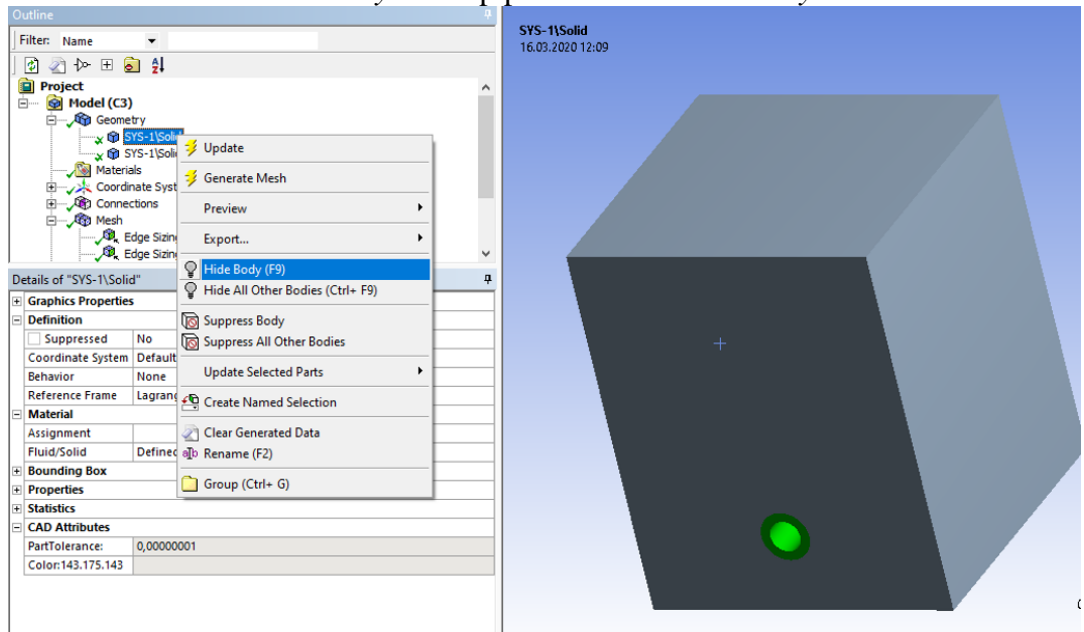 Outline
Filter: Name
Project
Model (C3)
Geometry
SYS-1\Solid
SYS-1\Soli
Materials
Coordinate Syst
Connections
Mesh
Edge Sizin
Edge Sizin
Update
Generate Mesh
Preview
Export...
Hide Body (F9)
Hide All Other Bodies (Ctrl+ F9)
Suppress Body
Suppress All Other Bodies
Update Selected Parts
Create Named Selection
Clear Generated Data
Rename (F2)
Group (Ctrl+ G)
Details of "SYS-1\Solid"
Graphics Properties
Definition
Suppressed No
Coordinate System Default
Behavior None
Reference Frame Lagrang
Material
Assignment
Fluid/Solid Defined
Bounding Box
Properties
Statistics
CAD Attributes
PartTolerance: 0,00000001
Color:143.175.143
SYS-1\Solid
16.03.2020 12:09